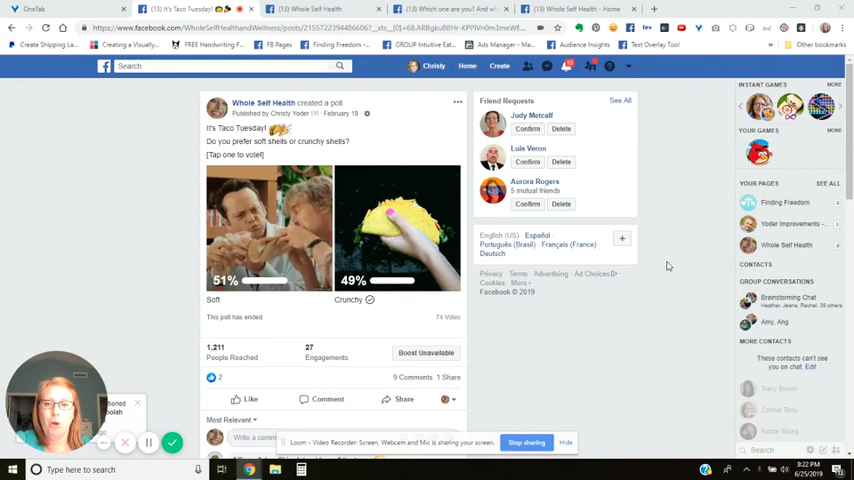 OneTab
(13) It's Taco Tuesday!
(13) Whole Self Health
(13) Which one are you? And w
(13) Whole Self Health - Home
https://www.facebook.com/WholeSelfHealthandWellness/posts/2155722394486606
Create Shipping La...
Creating a Visually...
FREE Handwriting F...
FB Pages
Finding Freedom...
GROUP Intuitive Eat...
Ads Manager - M...
Audience Insights
Text Overlay Tool
Other bookmarks
Search
Christy
Home
Create
Whole Self Health created a poll
Published by Christy Yoder [?] · February 19 ·
It's Taco Tuesday!
Do you prefer soft shells or crunchy shells?
[Tap one to vote!]
51%
49%
Soft
Crunchy
This poll has ended.
74 Votes
1,211
People Reached
27
Engagements
Boost Unavailable
2
9 Comments 1 Share
Like
Comment
Share
Most Relevant
Write a comm
Friend Requests
See All
Judy Metcalf
Confirm
Delete
Luis Veron
Confirm
Delete
Aurora Rogers
5 mutual friends
Confirm
Delete
English (US) · Español ·
Português (Brasil) · Français (France) ·
Deutsch
Privacy · Terms · Advertising · Ad Choices
Cookies · More
Facebook © 2019
INSTANT GAMES
MORE
YOUR GAMES
YOUR PAGES
SEE ALL
Finding Freedom
Yoder Improvements -...
Whole Self Health
CONTACTS
GROUP CONVERSATIONS
Brainstorming Chat
Heather, Jeana, Rachel, 39 others
Amy, Ang
MORE CONTACTS
These contacts can't see
you on chat. Edit
Tracy Brown
Connie Terry
Nicole Young
Search
Loom - Video Recorder Screen, Webcam and Mic is sharing your screen.
Stop sharing
Hide
Type here to search
8:22 PM
6/25/2019